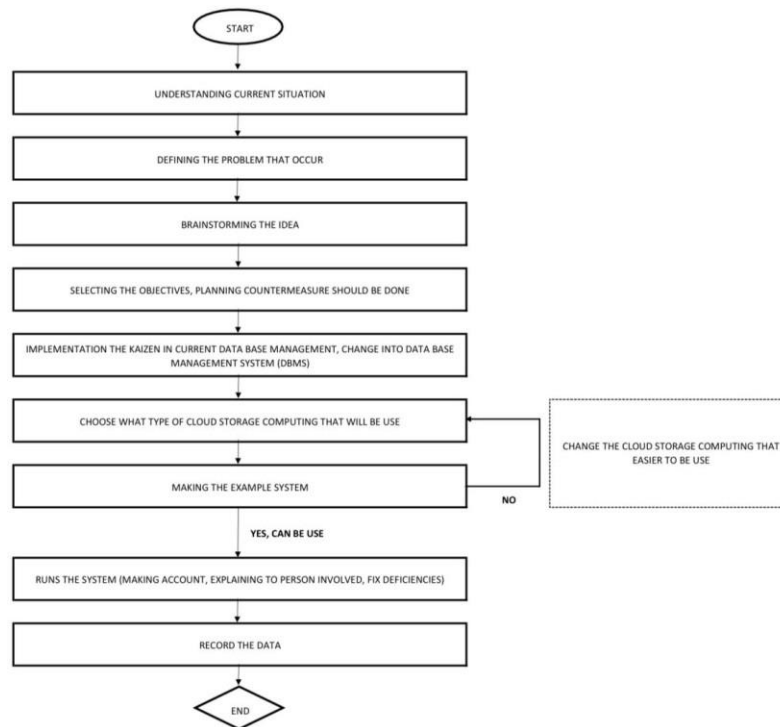 START
UNDERSTANDING CURRENT SITUATION
DEFINING THE PROBLEM THAT OCCUR
BRAINSTORMING THE IDEA
SELECTING THE OBJECTIVES, PLANNING COUNTERMEASURE SHOULD BE DONE
IMPLEMENTATION THE KAIZEN IN CURRENT DATA BASE MANAGEMENT, CHANGE INTO DATA BASE
MANAGEMENT SYSTEM (DBMS)
CHOOSE WHAT TYPE OF CLOUD STORAGE COMPUTING THAT WILL BE USE
CHANGE THE CLOUD STORAGE COMPUTING THAT
EASIER TO BE USE
MAKING THE EXAMPLE SYSTEM
NO
YES, CAN BE USE
RUNS THE SYSTEM (MAKING ACCOUNT, EXPLAINING TO PERSON INVOLVED, FIX DEFICIENCIES)
RECORD THE DATA
END